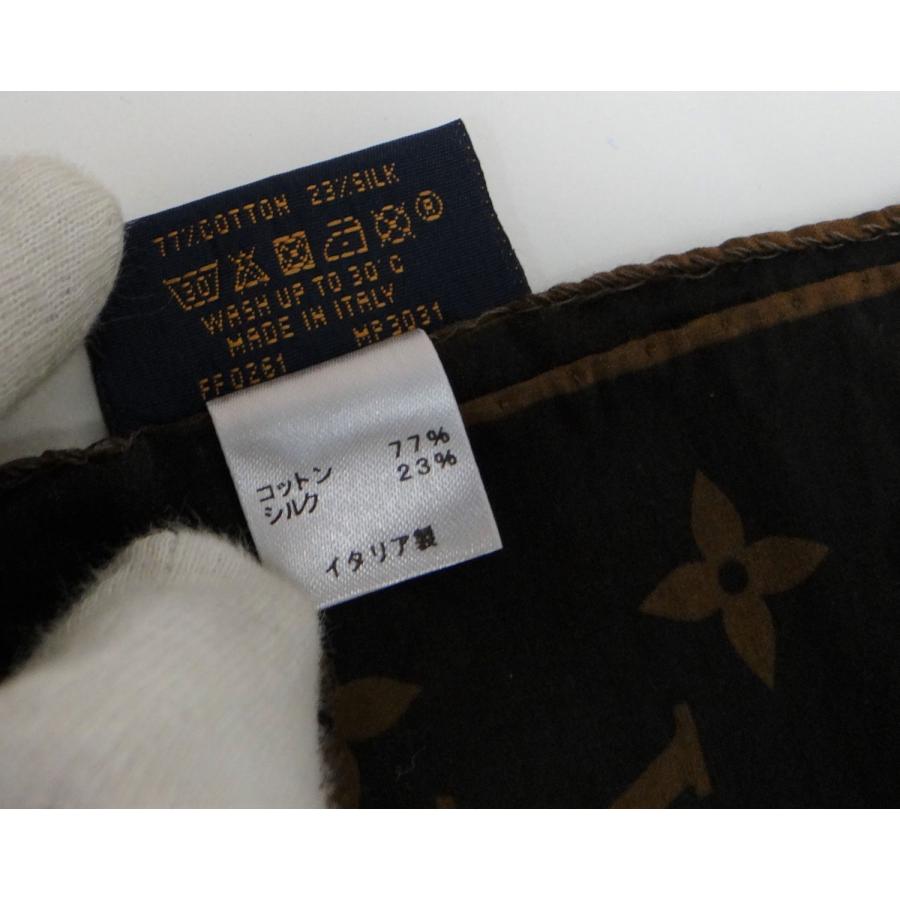 77%COTTON 23%SILK
30 Ⓡ
WASH UP TO 30 C
MADE IN ITALY
FF0261 MP3031
コットン 77%
シルク 23%
イタリア製